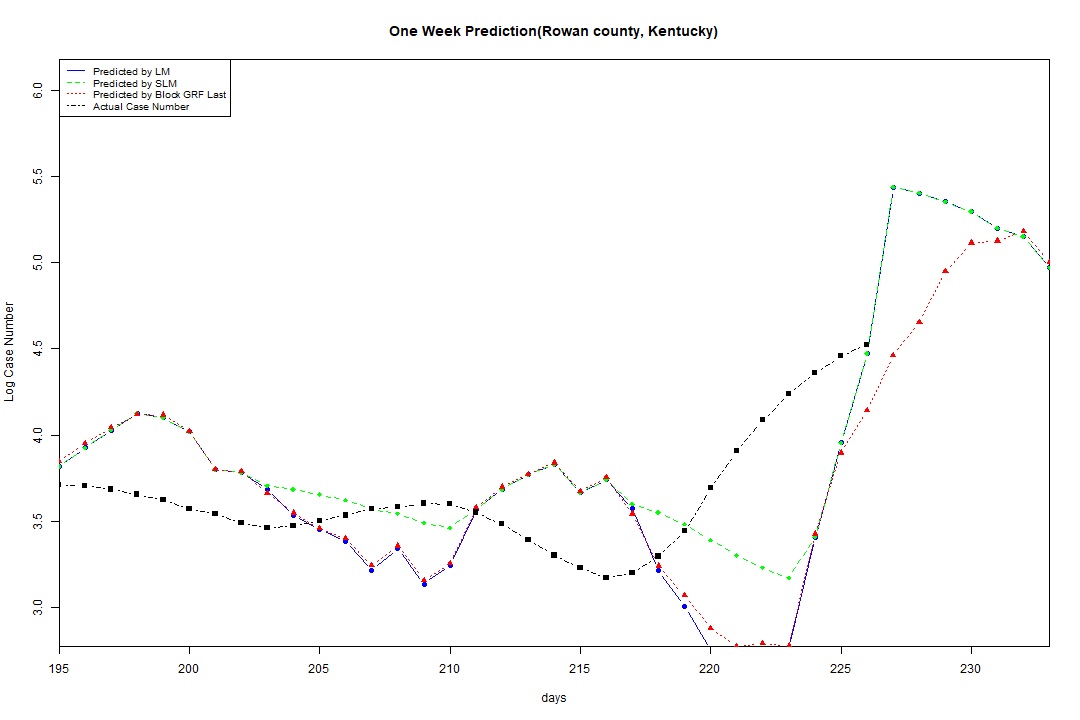 One Week Prediction(Rowan county, Kentucky)
Predicted by LM
Predicted by SLM
Predicted by Block GRF Last
Actual Case Number
Log Case Number
6.0
5.5
5.0
4.5
4.0
3.5
3.0
195 200 205 210 215 220 225 230
days